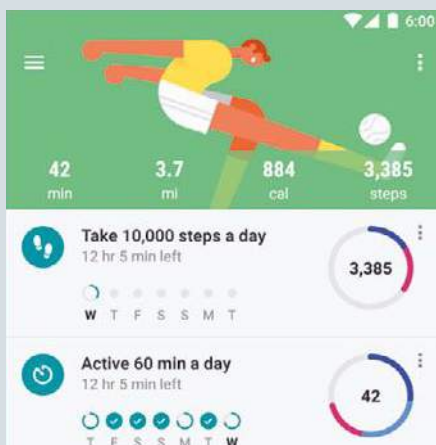 6:00
42 3.7 884 3,385
min mi cal steps
Take 10,000 steps a day
12 hr 5 min left
3,385
W T F S S M T
Active 60 min a day
12 hr 5 min left
42
T F S S M T W